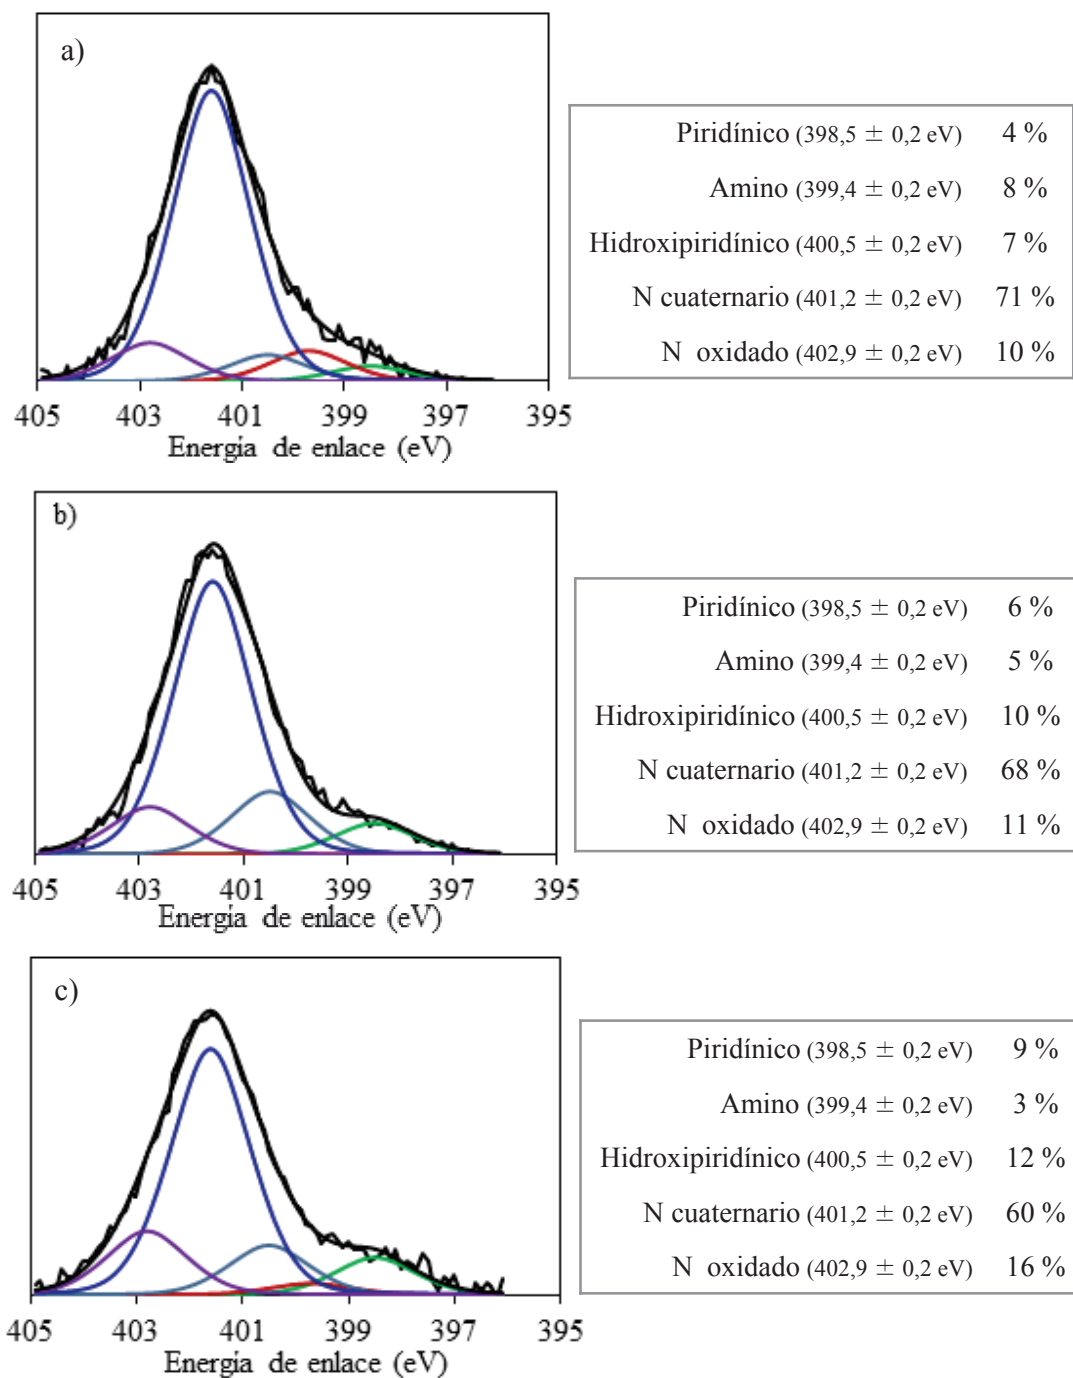 a)
Piridínico (398,5 ± 0,2 eV) 4 %
Amino (399,4 ± 0,2 eV) 8 %
Hidroxipiridínico (400,5 ± 0,2 eV) 7 %
N cuaternario (401,2 ± 0,2 eV) 71 %
N oxidado (402,9 ± 0,2 eV) 10 %
405 403 401 399 397 395
Energía de enlace (eV)
b)
Piridínico (398,5 ± 0,2 eV) 6 %
Amino (399,4 ± 0,2 eV) 5 %
Hidroxipiridínico (400,5 ± 0,2 eV) 10 %
N cuaternario (401,2 ± 0,2 eV) 68 %
N oxidado (402,9 ± 0,2 eV) 11 %
405 403 401 399 397 395
Energía de enlace (eV)
c)
Piridínico (398,5 ± 0,2 eV) 9 %
Amino (399,4 ± 0,2 eV) 3 %
Hidroxipiridínico (400,5 ± 0,2 eV) 12 %
N cuaternario (401,2 ± 0,2 eV) 60 %
N oxidado (402,9 ± 0,2 eV) 16 %
405 403 401 399 397 395
Energía de enlace (eV)